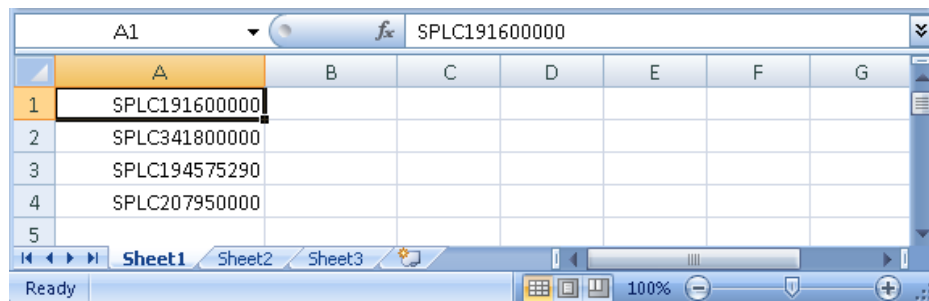 A1 fx SPLC191600000
A B C D E F G
1 SPLC191600000
2 SPLC341800000
3 SPLC194575290
4 SPLC207950000
5
Sheet1 Sheet2 Sheet3
Ready 100%